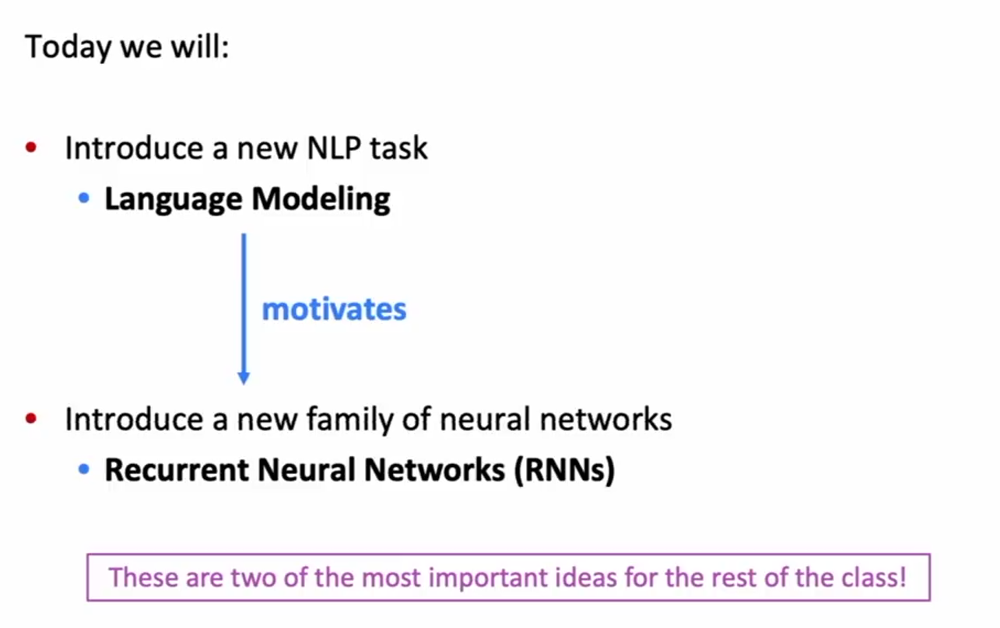 Today we will:
• Introduce a new NLP task
• Language Modeling
motivates
• Introduce a new family of neural networks
• Recurrent Neural Networks (RNNs)
These are two of the most important ideas for the rest of the class!